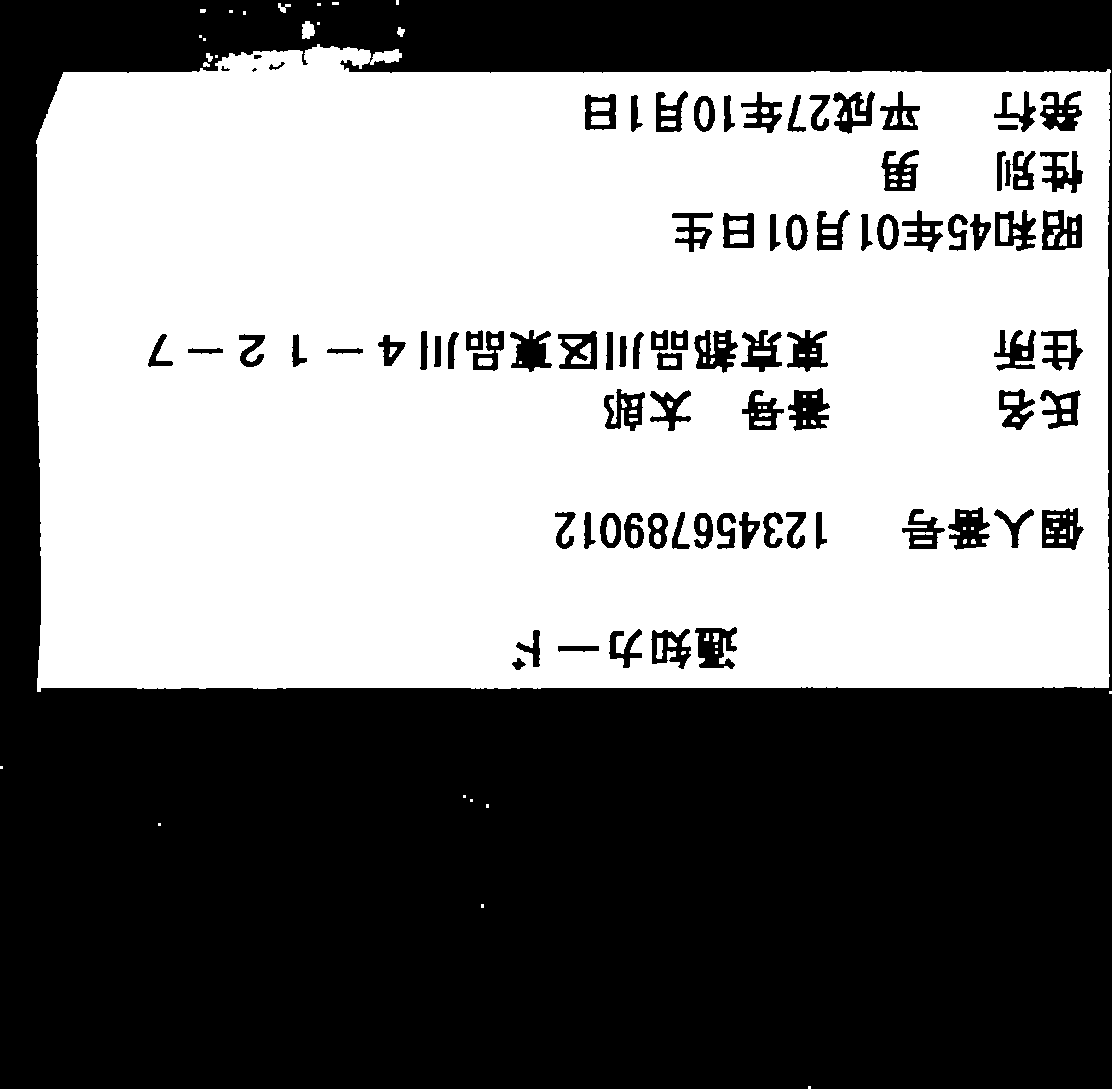 通知カード
個人番号 123456789012
氏名 番号 太郎
住所 東京都品川区東品川4－12－7
昭和45年01月01日生
性別 男
発行 平成27年10月1日